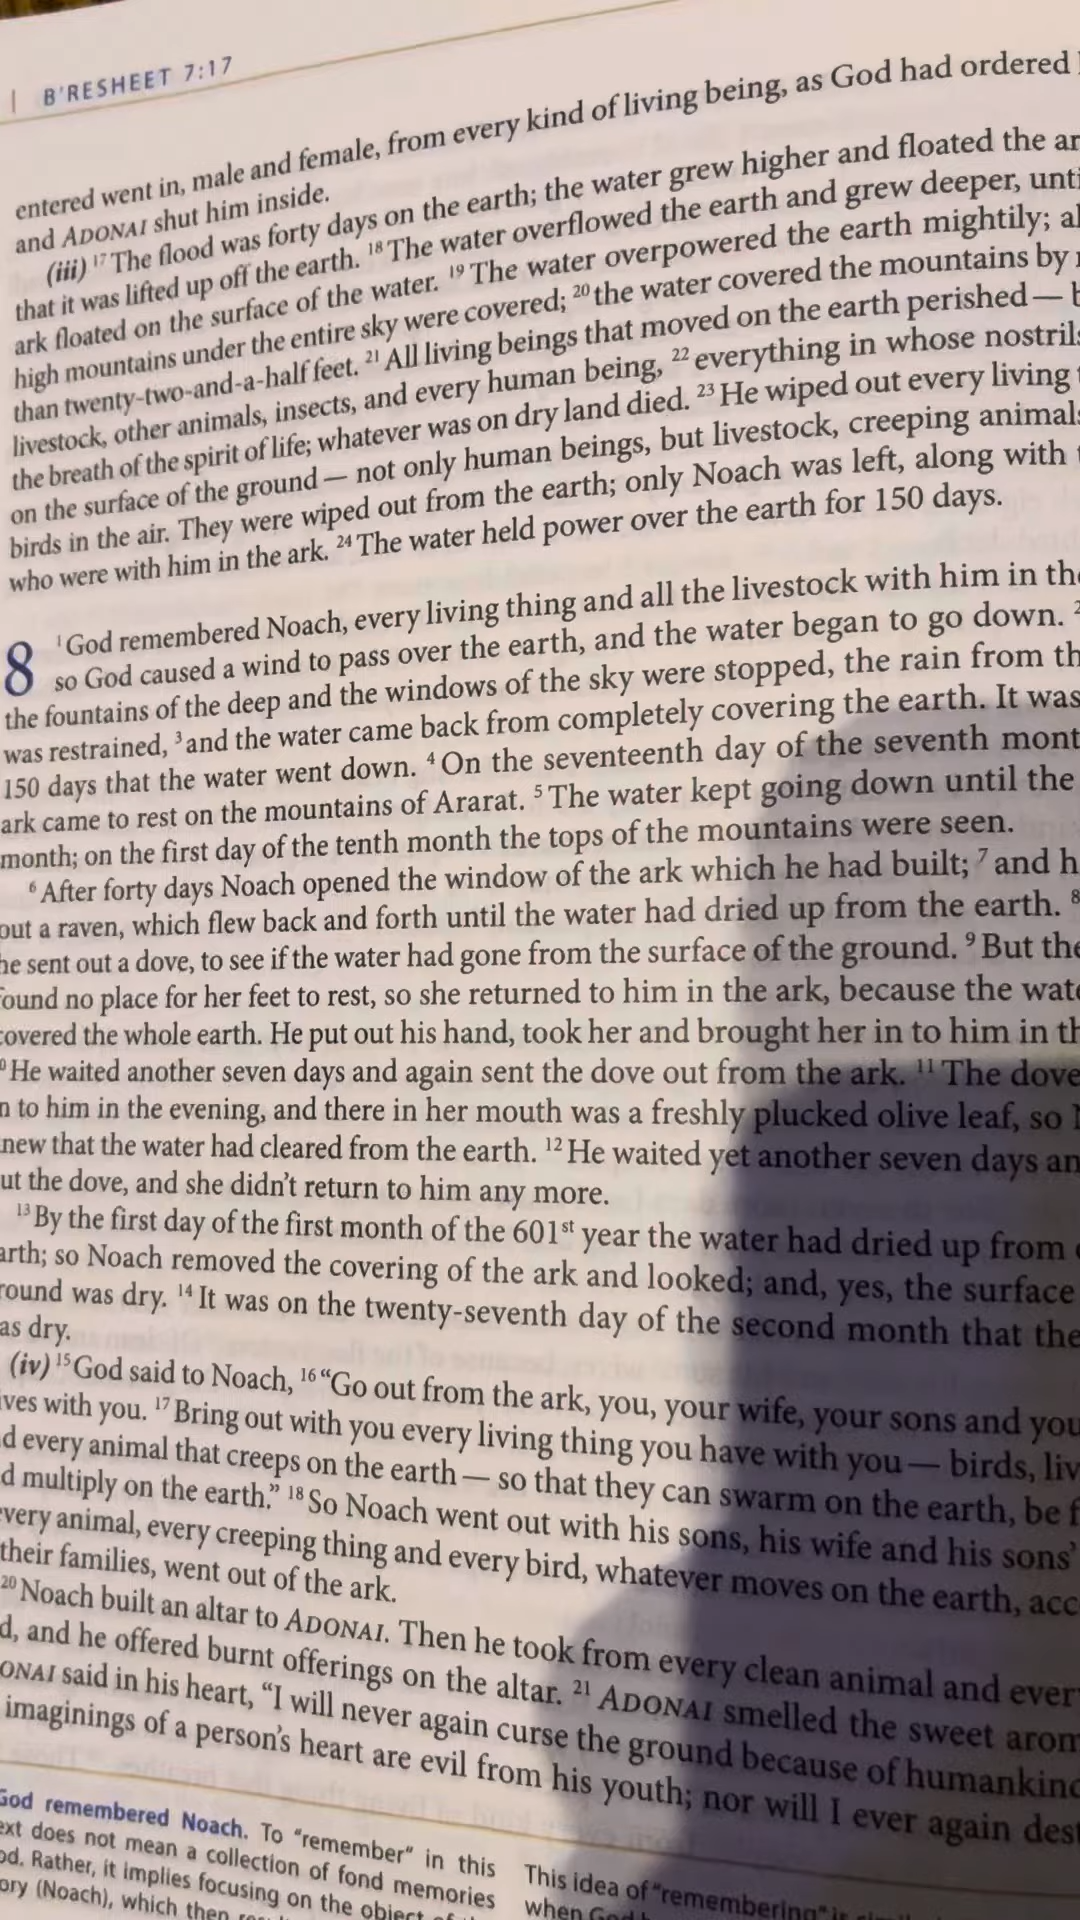 | B'RESHEET 7:17
entered went in, male and female, from every kind of living being, as God had ordered
and ADONAI shut him inside.
(iii) 17 The flood was forty days on the earth; the water grew higher and floated the ar
that it was lifted up off the earth. 18 The water overflowed the earth and grew deeper, unti
ark floated on the surface of the water. 19 The water overpowered the earth mightily; al
high mountains under the entire sky were covered; 20 the water covered the mountains by
than twenty-two-and-a-half feet. 21 All living beings that moved on the earth perished — b
livestock, other animals, insects, and every human being, 22 everything in whose nostrils
the breath of the spirit of life; whatever was on dry land died. 23 He wiped out every living
on the surface of the ground — not only human beings, but livestock, creeping animals
birds in the air. They were wiped out from the earth; only Noach was left, along with
who were with him in the ark. 24 The water held power over the earth for 150 days.
8 1 God remembered Noach, every living thing and all the livestock with him in the
so God caused a wind to pass over the earth, and the water began to go down. 2
the fountains of the deep and the windows of the sky were stopped, the rain from th
was restrained, 3 and the water came back from completely covering the earth. It was
150 days that the water went down. 4 On the seventeenth day of the seventh mont
ark came to rest on the mountains of Ararat. 5 The water kept going down until the
month; on the first day of the tenth month the tops of the mountains were seen.
6 After forty days Noach opened the window of the ark which he had built; 7 and h
out a raven, which flew back and forth until the water had dried up from the earth. 8
he sent out a dove, to see if the water had gone from the surface of the ground. 9 But the
found no place for her feet to rest, so she returned to him in the ark, because the wate
covered the whole earth. He put out his hand, took her and brought her in to him in th
0 He waited another seven days and again sent the dove out from the ark. 11 The dove
n to him in the evening, and there in her mouth was a freshly plucked olive leaf, so N
new that the water had cleared from the earth. 12 He waited yet another seven days an
ut the dove, and she didn't return to him any more.
13 By the first day of the first month of the 601st year the water had dried up from
arth; so Noach removed the covering of the ark and looked; and, yes, the surface
round was dry. 14 It was on the twenty-seventh day of the second month that the
as dry.
(iv) 15 God said to Noach, 16 "Go out from the ark, you, your wife, your sons and you
ves with you. 17 Bring out with you every living thing you have with you — birds, liv
d every animal that creeps on the earth — so that they can swarm on the earth, be f
d multiply on the earth." 18 So Noach went out with his sons, his wife and his sons'
very animal, every creeping thing and every bird, whatever moves on the earth, acc
their families, went out of the ark.
20 Noach built an altar to ADONAI. Then he took from every clean animal and ever
d, and he offered burnt offerings on the altar. 21 ADONAI smelled the sweet arom
ONAI said in his heart, "I will never again curse the ground because of humankind
imaginings of a person's heart are evil from his youth; nor will I ever again dest
God remembered Noach. To "remember" in this
ext does not mean a collection of fond memories
od. Rather, it implies focusing on the object
ory (Noach), which then
This idea of "remembering" is
when God